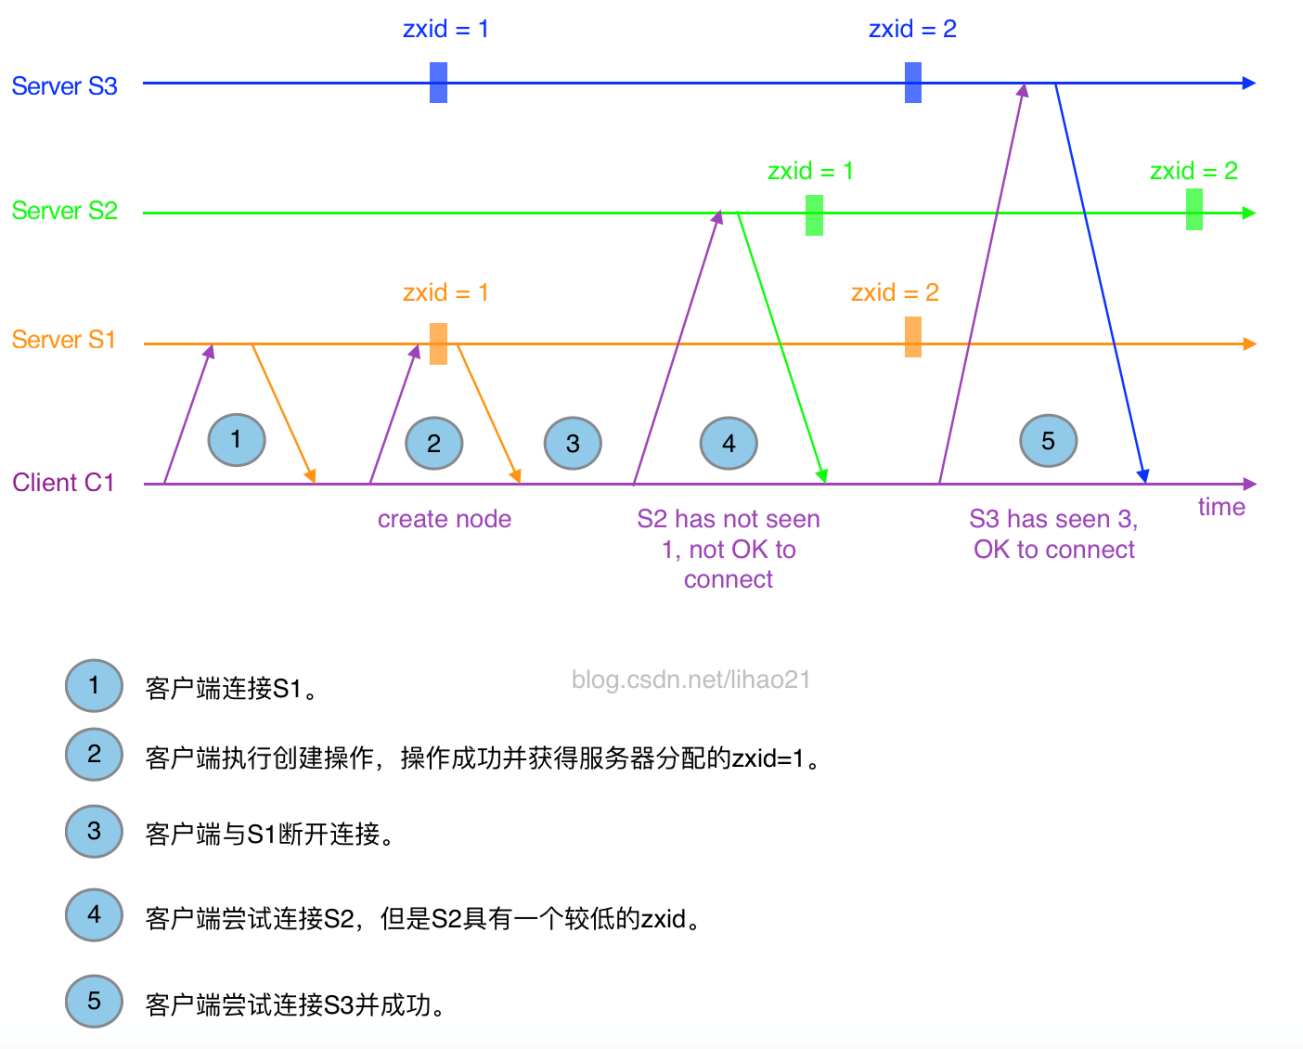 zxid = 1
zxid = 2
Server S3
zxid = 1
zxid = 2
Server S2
zxid = 1
zxid = 2
Server S1
1
2
3
4
5
Client C1
time
create node
S2 has not seen
1, not OK to
connect
S3 has seen 3,
OK to connect
blog.csdn.net/lihao21
1 客户端连接S1。
2 客户端执行创建操作，操作成功并获得服务器分配的zxid=1。
3 客户端与S1断开连接。
4 客户端尝试连接S2，但是S2具有一个较低的zxid。
5 客户端尝试连接S3并成功。